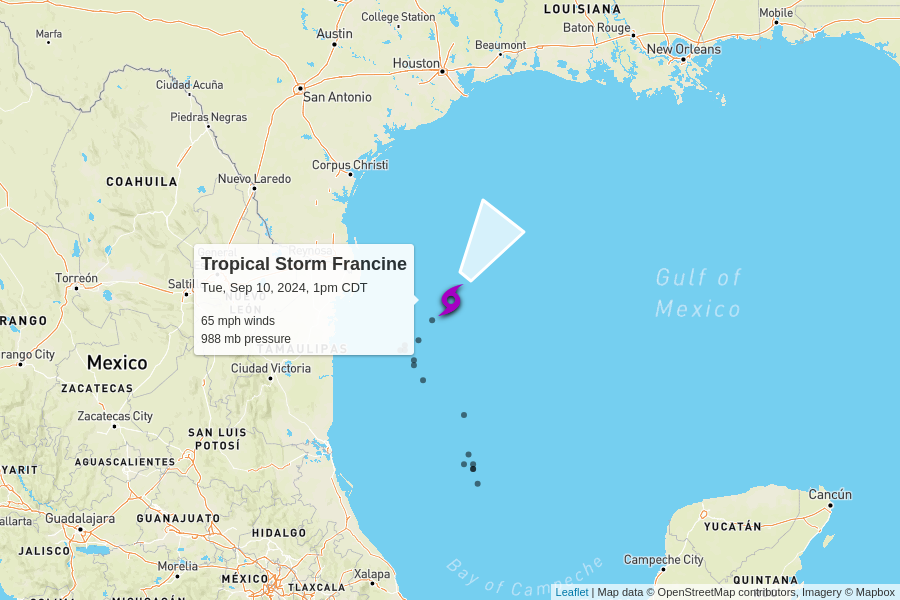 LOUISIANA
College Station
Mobile
Marfa
Baton Rouge
Austin
Beaumont
New Orleans
Houston
Ciudad Acuña
San Antonio
Piedras Negras
Corpus Christi
COAHUILA
Nuevo Laredo
General
Reynosa
Tropical Storm Francine
Torreón
Saltil
Tue, Sep 10, 2024, 1pm CDT
Gulf of
Mexico
NUEVO
LEÓN
RANGO
65 mph winds
988 mb pressure
TAMAULIPAS
rango City
Mexico
Ciudad Victoria
ZACATECAS
Zacatecas City
SAN LUIS
POTOSÍ
YARIT
AGUASCALIENTES
Cancún
allarta
Guadalajara
GUANAJUATO
YUCATÁN
HIDALGO
JALISCO
Campeche City
Morelia
Bay of Campeche
MÉXICO
Xalapa
TLAXCALA
QUINTANA
Leaflet | Map data © OpenStreetMap contributors, Imagery © Mapbox